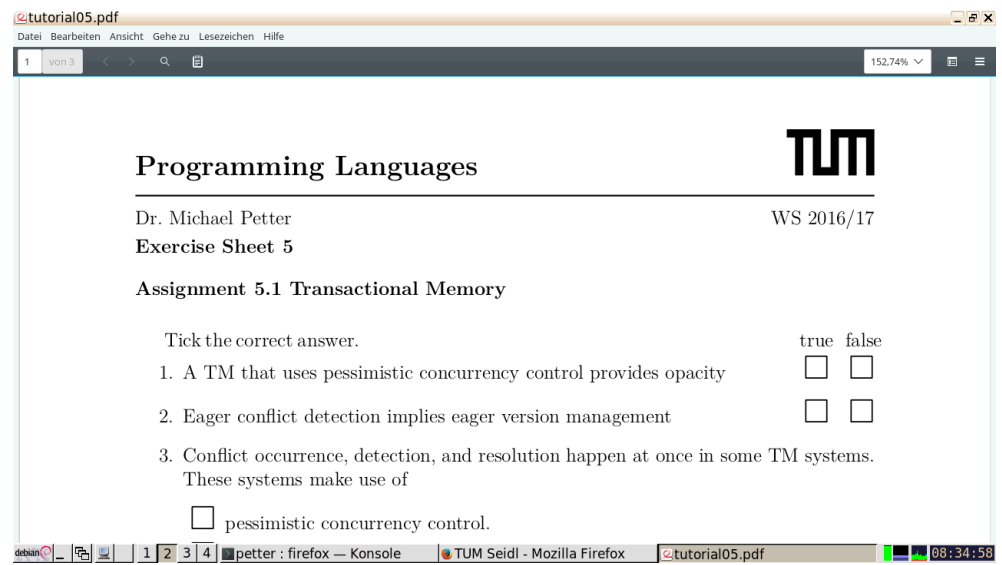 tutorial05.pdf
Datei Bearbeiten Ansicht Gehe zu Lesezeichen Hilfe
1 von 3 152,74%
TUM
Programming Languages
Dr. Michael Petter WS 2016/17
Exercise Sheet 5
Assignment 5.1 Transactional Memory
Tick the correct answer. true false
1. A TM that uses pessimistic concurrency control provides opacity
2. Eager conflict detection implies eager version management
3. Conflict occurrence, detection, and resolution happen at once in some TM systems.
These systems make use of
pessimistic concurrency control.
debian 1 2 3 4 petter : firefox — Konsole TUM Seidl - Mozilla Firefox tutorial05.pdf 08:34:58